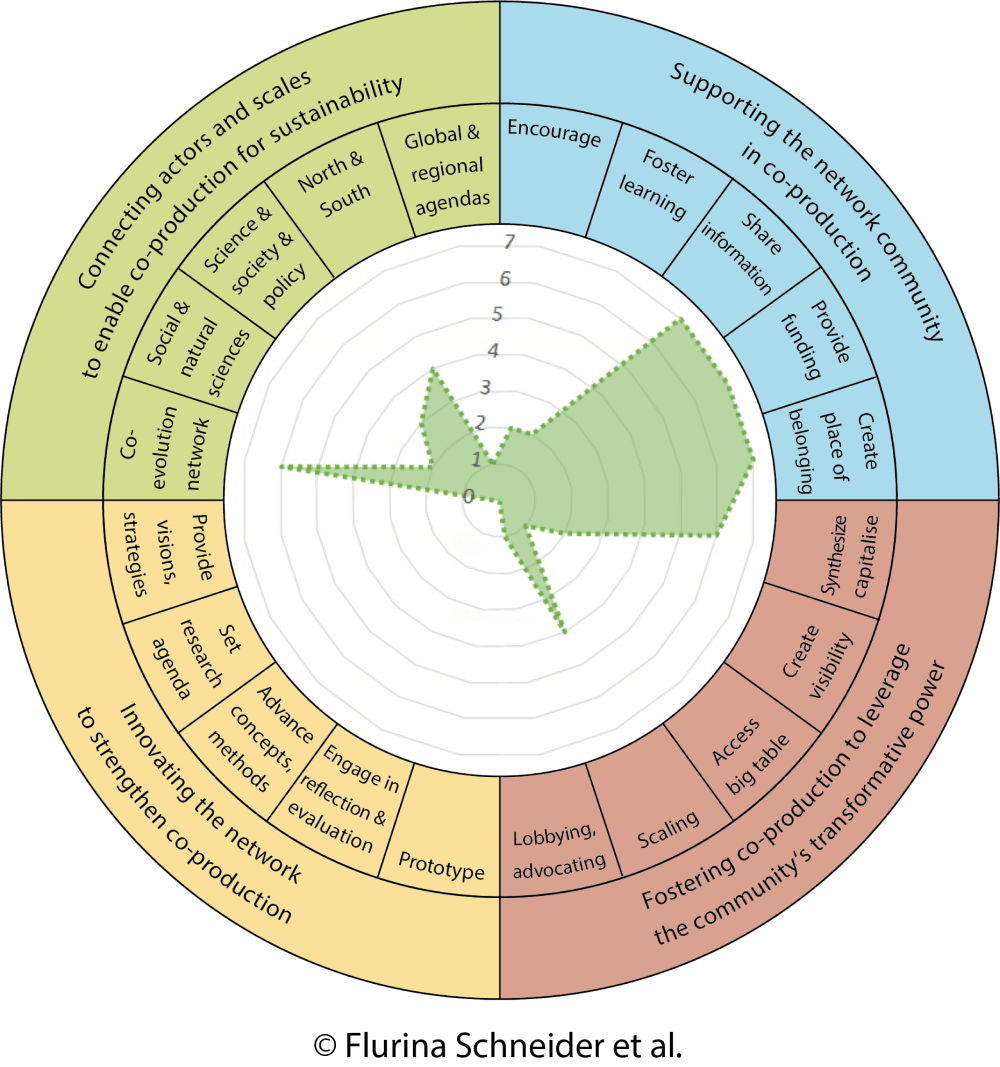 Connecting actors and scales
to enable co-production for sustainability
Global &
regional
agendas
North &
South
Science &
society &
policy
Social &
natural
sciences
Co-
evolution
network
Supporting the network community
in co-production
Encourage
Foster
learning
Share
information
Provide
funding
Create
place of
belonging
7
6
5
4
3
2
1
0
Synthesize
capitalise
Create
visibility
Access
big table
Scaling
Lobbying,
advocating
Fostering co-production to leverage
the community's transformative power
Provide
visions,
strategies
Set
research
agenda
Advance
concepts,
methods
Engage in
reflection &
evaluation
Prototype
Innovating the network
to strengthen co-production
© Flurina Schneider et al.